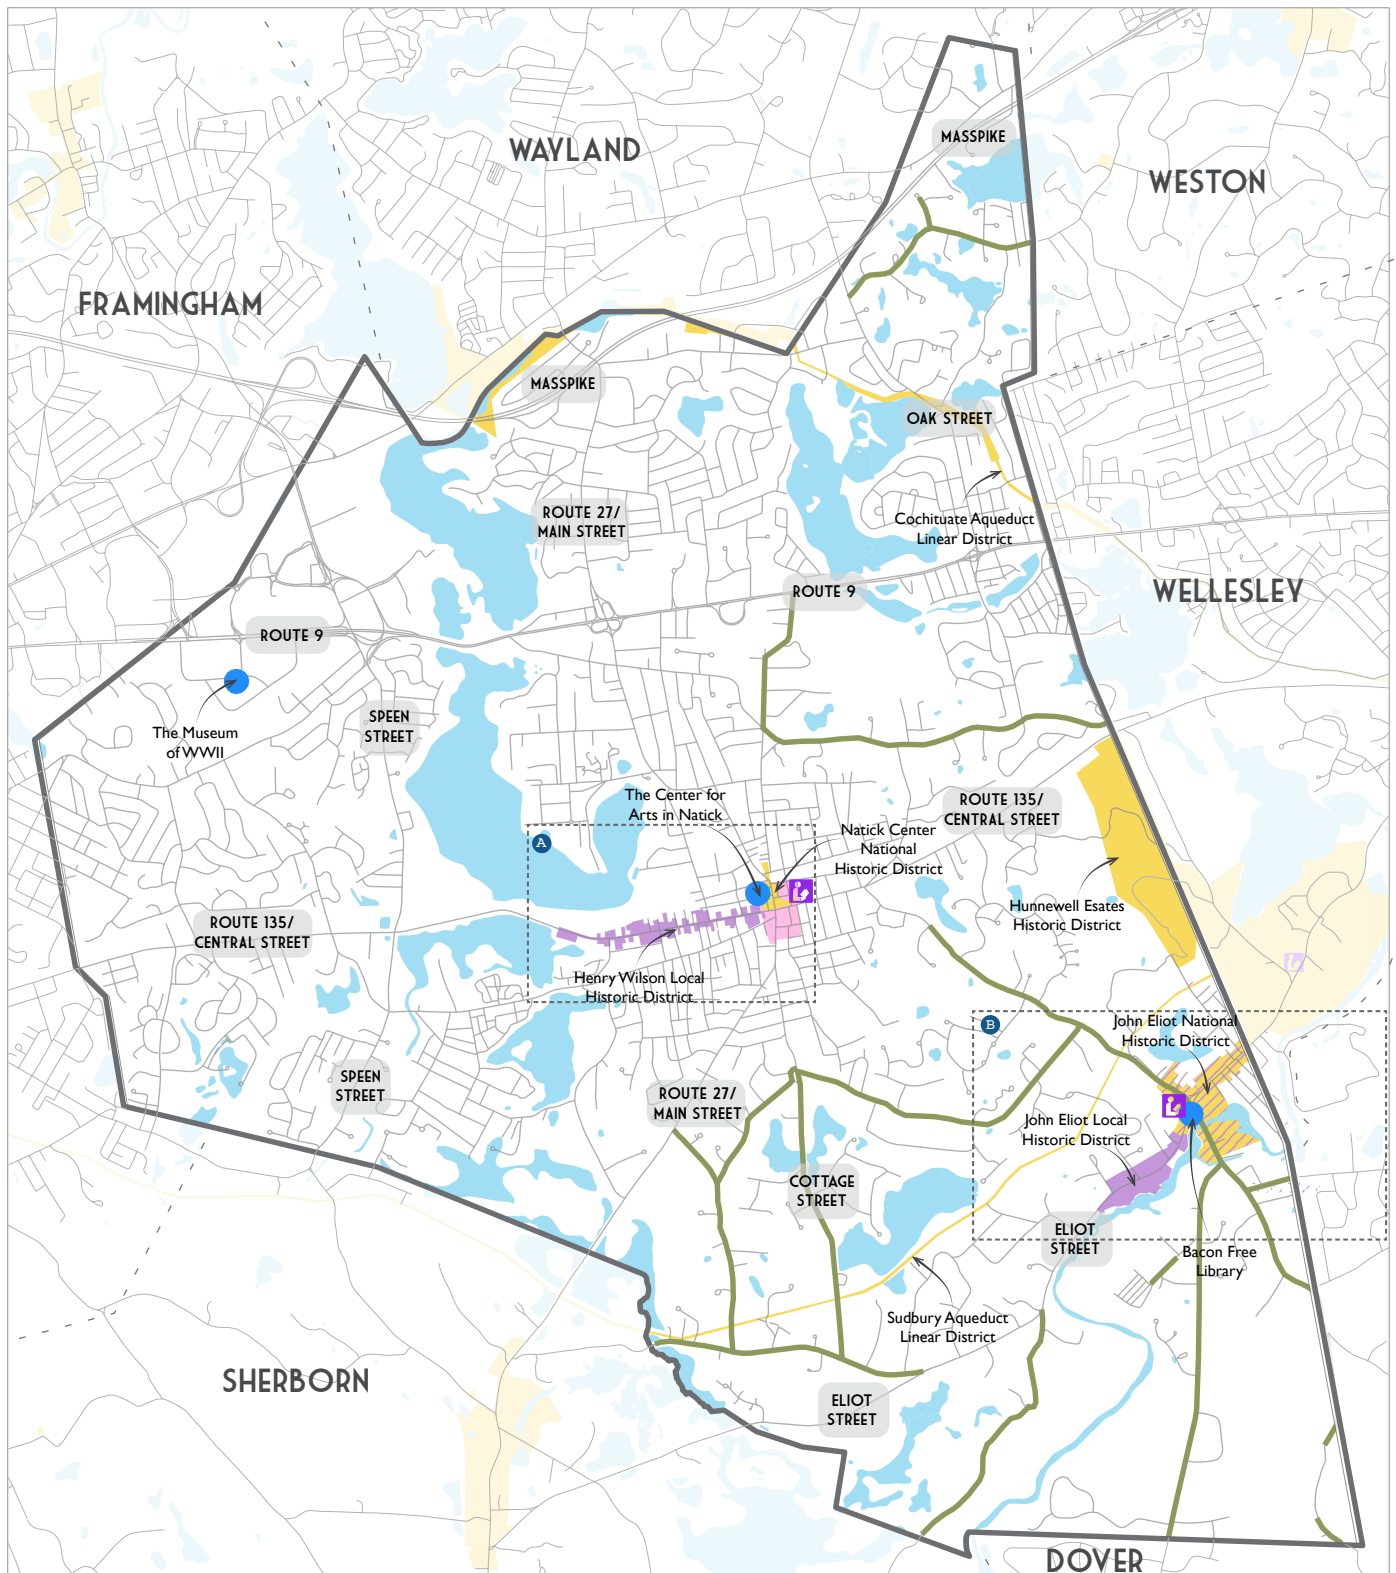 MASSPIKE
WAYLAND
WESTON
FRAMINGHAM
MASSPIKE
OAK STREET
ROUTE 27/
MAIN STREET
Cochituate Aqueduct
Linear District
ROUTE 9
WELLESLEY
ROUTE 9
SPEEN
STREET
The Museum
of WWII
The Center for
Arts in Natick
ROUTE 135/
CENTRAL STREET
A
Natick Center
National
Historic District
Hunnewell Esates
Historic District
ROUTE 135/
CENTRAL STREET
Henry Wilson Local
Historic District
B
John Eliot National
Historic District
SPEEN
STREET
ROUTE 27/
MAIN STREET
John Eliot Local
Historic District
COTTAGE
STREET
ELIOT
STREET
Bacon Free
Library
Sudbury Aqueduct
Linear District
SHERBORN
ELIOT
STREET
DOVER